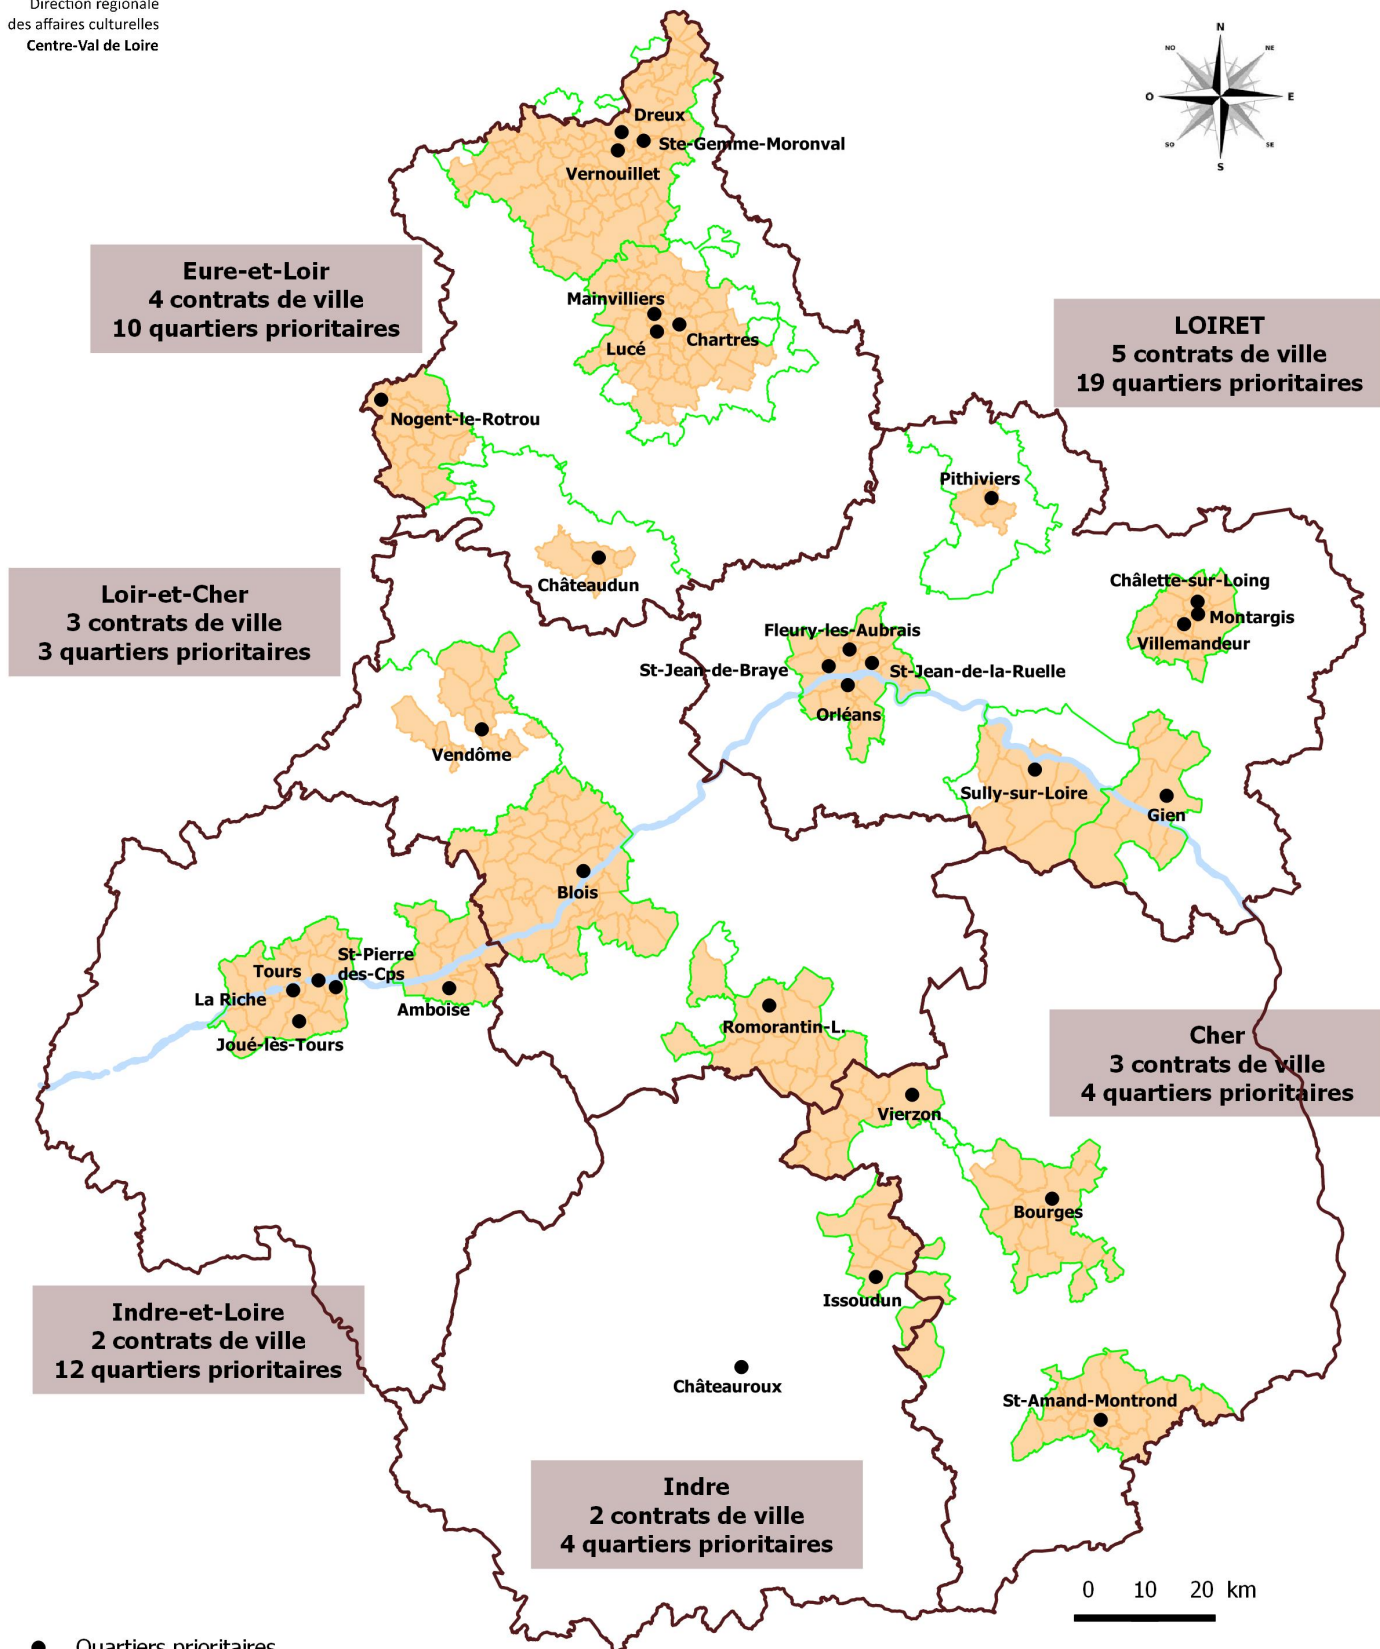 Direction régionale
des affaires culturelles
Centre-Val de Loire
N
NO
NE
O
E
SO
SE
S
Dreux
Ste-Gemme-Moronval
Vernouillet
Eure-et-Loir
4 contrats de ville
10 quartiers prioritaires
Mainvilliers
Chartres
Lucé
LOIRET
5 contrats de ville
19 quartiers prioritaires
Nogent-le-Rotrou
Pithiviers
Châteaudun
Châlette-sur-Loing
Montargis
Villemandeur
Loir-et-Cher
3 contrats de ville
3 quartiers prioritaires
Fleury-les-Aubrais
St-Jean-de-Braye
St-Jean-de-la-Ruelle
Orléans
Vendôme
Sully-sur-Loire
Gien
Blois
St-Pierre
des-Cps
Tours
La Riche
Amboise
Joué-lès-Tours
Romorantin-L.
Cher
3 contrats de ville
4 quartiers prioritaires
Vierzon
Bourges
Issoudun
Indre-et-Loire
2 contrats de ville
12 quartiers prioritaires
Châteauroux
St-Amand-Montrond
Indre
2 contrats de ville
4 quartiers prioritaires
0 10 20 km
Quartiers prioritaires